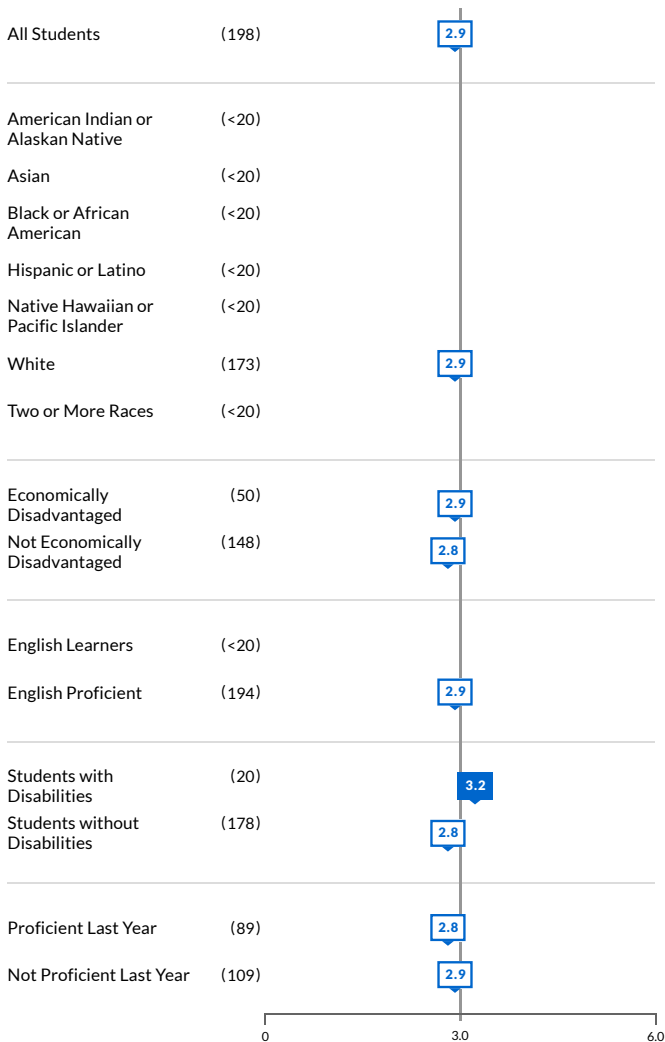 All Students (198) 2.9
American Indian or (<20)
Alaskan Native
Asian (<20)
Black or African (<20)
American
Hispanic or Latino (<20)
Native Hawaiian or (<20)
Pacific Islander
White (173) 2.9
Two or More Races (<20)
Economically (50) 2.9
Disadvantaged
Not Economically (148) 2.8
Disadvantaged
English Learners (<20)
English Proficient (194) 2.9
Students with (20) 3.2
Disabilities
Students without (178) 2.8
Disabilities
Proficient Last Year (89) 2.8
Not Proficient Last Year (109) 2.9
0 3.0 6.0